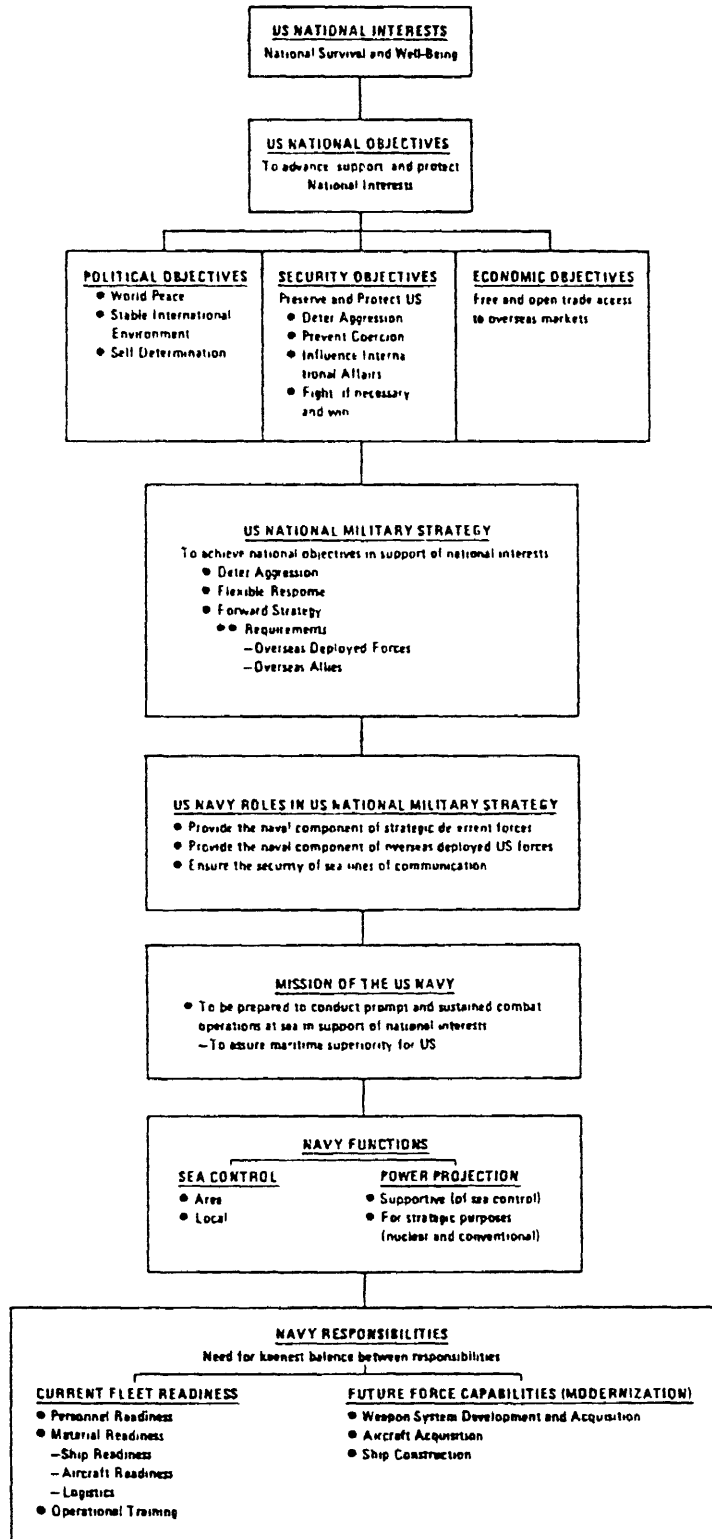 US NATIONAL INTERESTS
National Survival and Well-Being
US NATIONAL OBJECTIVES
To advance support and protect
National Interests
POLITICAL OBJECTIVES
• World Peace
• Stable International
Environment
• Self Determination
SECURITY OBJECTIVES
Preserve and Protect US
• Deter Aggression
• Prevent Coercion
• Influence Interna
tional Affairs
• Fight if necessary
and win
ECONOMIC OBJECTIVES
Free and open trade access
to overseas markets
US NATIONAL MILITARY STRATEGY
To achieve national objectives in support of national interests
• Deter Aggression
• Flexible Response
• Forward Strategy
•• Requirements
—Overseas Deployed Forces
—Overseas Allies
US NAVY ROLES IN US NATIONAL MILITARY STRATEGY
• Provide the naval component of strategic de errent forces
• Provide the naval component of overseas deployed US forces
• Ensure the security of sea lines of communication
MISSION OF THE US NAVY
• To be prepared to conduct prompt and sustained combat
operations at sea in support of national interests
—To assure maritime superiority for US
NAVY FUNCTIONS
SEA CONTROL
• Area
• Local
POWER PROJECTION
• Supportive (of sea control)
• For strategic purposes
(nuclear and conventional)
NAVY RESPONSIBILITIES
Need for keenest balance between responsibilities
CURRENT FLEET READINESS
• Personnel Readiness
• Material Readiness
—Ship Readiness
—Aircraft Readiness
—Logistics
• Operational Training
FUTURE FORCE CAPABILITIES (MODERNIZATION)
• Weapon System Development and Acquisition
• Aircraft Acquisition
• Ship Construction